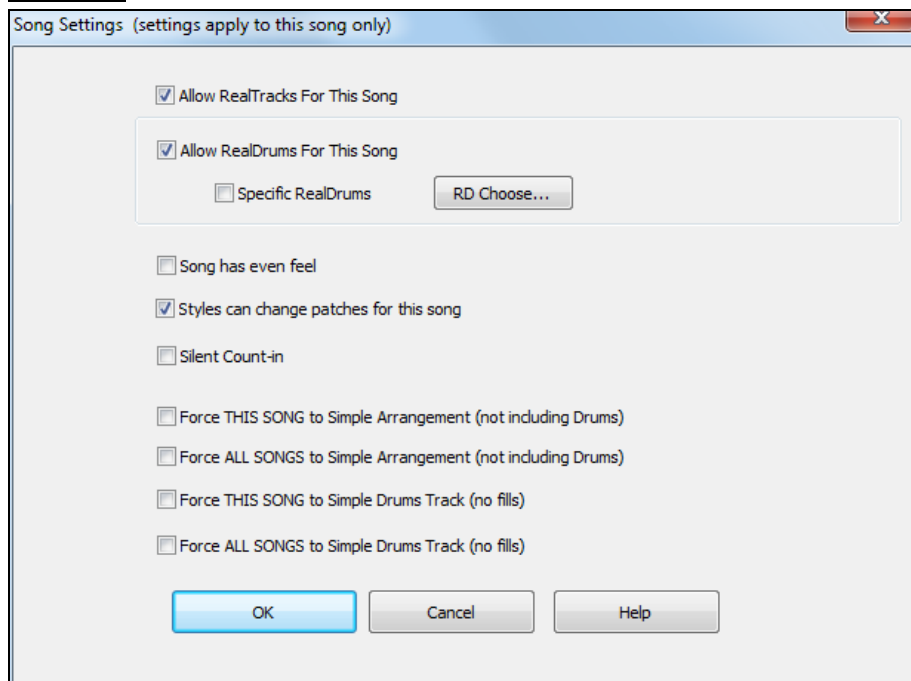 Song Settings (settings apply to this song only)
Allow RealTracks For This Song
Allow RealDrums For This Song
Specific RealDrums RD Choose...
Song has even feel
Styles can change patches for this song
Silent Count-in
Force THIS SONG to Simple Arrangement (not including Drums)
Force ALL SONGS to Simple Arrangement (not including Drums)
Force THIS SONG to Simple Drums Track (no fills)
Force ALL SONGS to Simple Drums Track (no fills)
OK Cancel Help